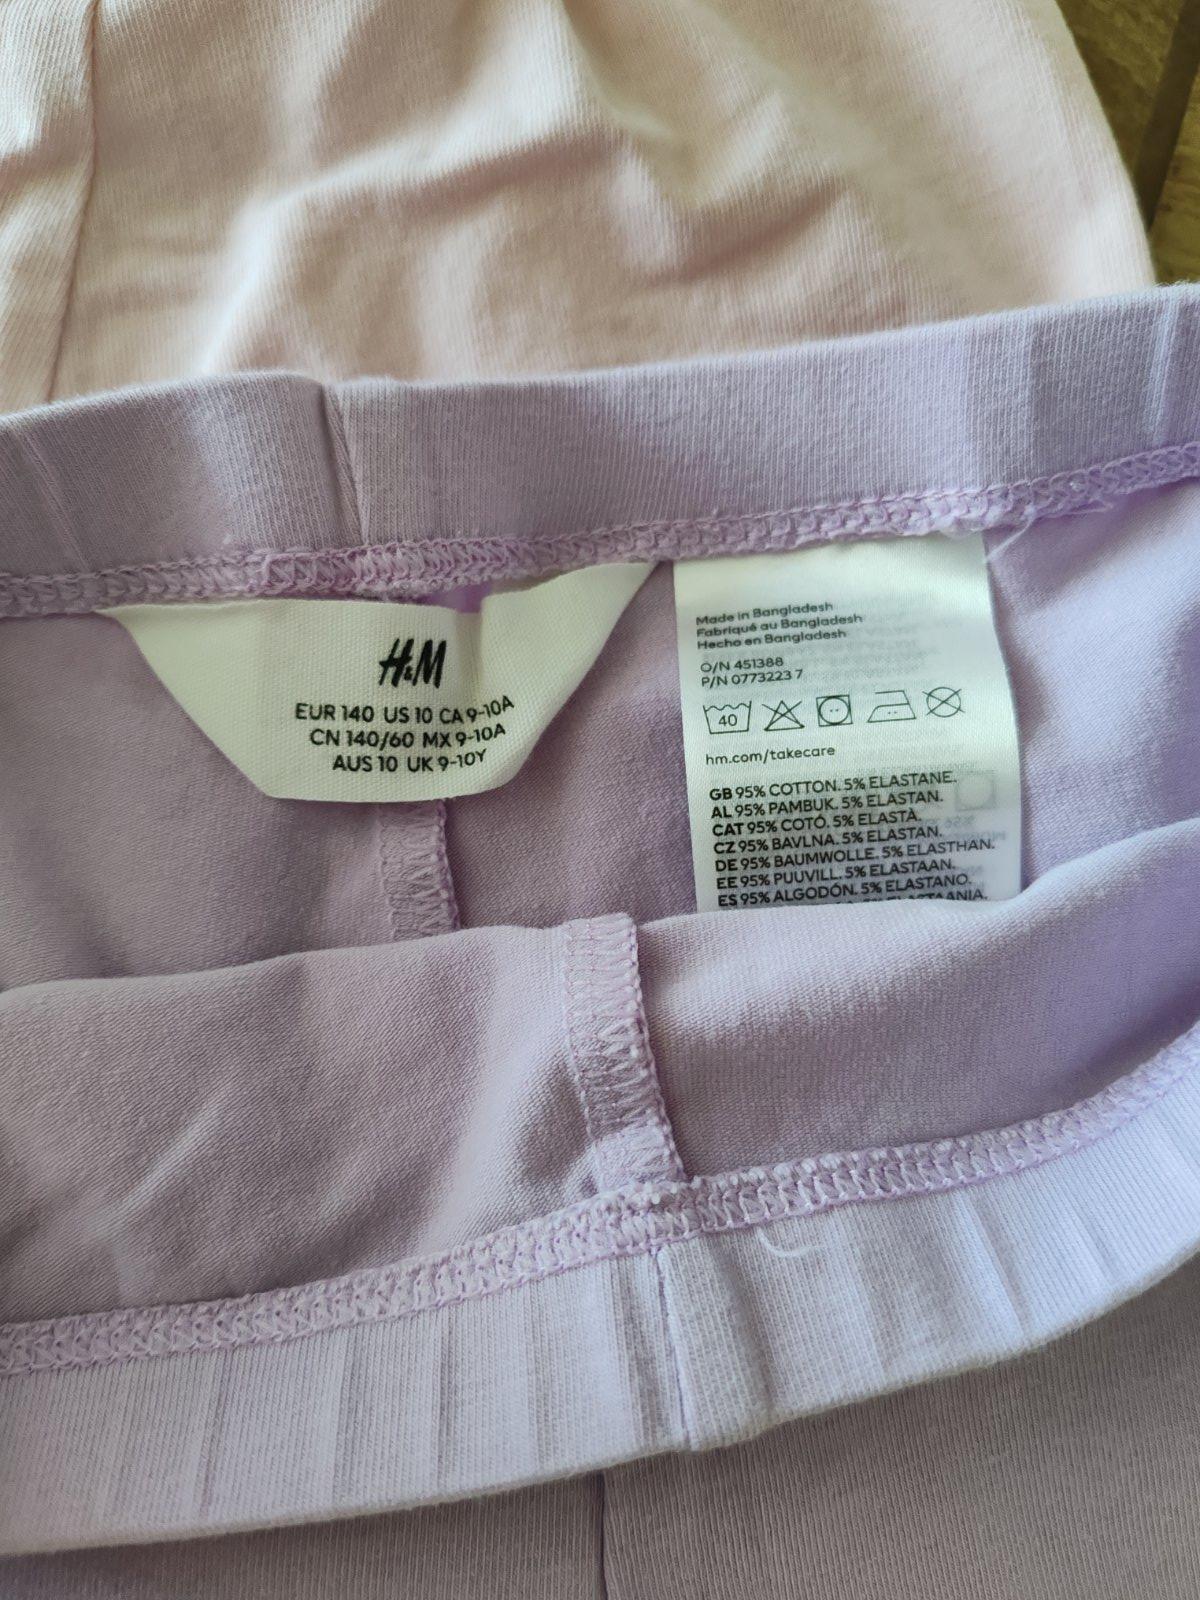 H&M
EUR 140 US 10 CA 9-10A
CN 140/60 MX 9-10A
AUS 10 UK 9-10Y
Made in Bangladesh
Fabriqué au Bangladesh
Hecho en Bangladesh
O/N 451388
P/N 0773223 7
40
hm.com/takecare
GB 95% COTTON. 5% ELASTANE.
AL 95% PAMBUK. 5% ELASTAN.
CAT 95% COTÓ. 5% ELASTÀ.
CZ 95% BAVLNA. 5% ELASTAN.
DE 95% BAUMWOLLE. 5% ELASTHAN.
EE 95% PUUVILL. 5% ELASTAAN.
ES 95% ALGODÓN. 5% ELASTANO.